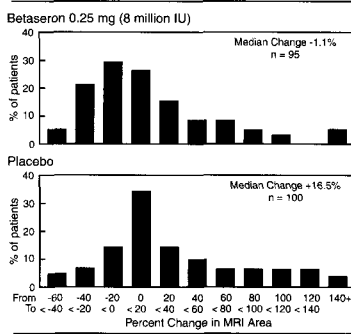 Betaseron 0.25 mg (8 million IU)
Median Change -1.1%
n = 95
% of patients
40
30
20
10
0
Placebo
Median Change +16.5%
n = 100
% of patients
40
30
20
10
0
From -60 -40 -20 0 20 40 60 80 100 120 140+
To < -40 < -20 < 0 < 20 < 40 < 60 < 80 < 100 < 120 < 140
Percent Change in MRI Area